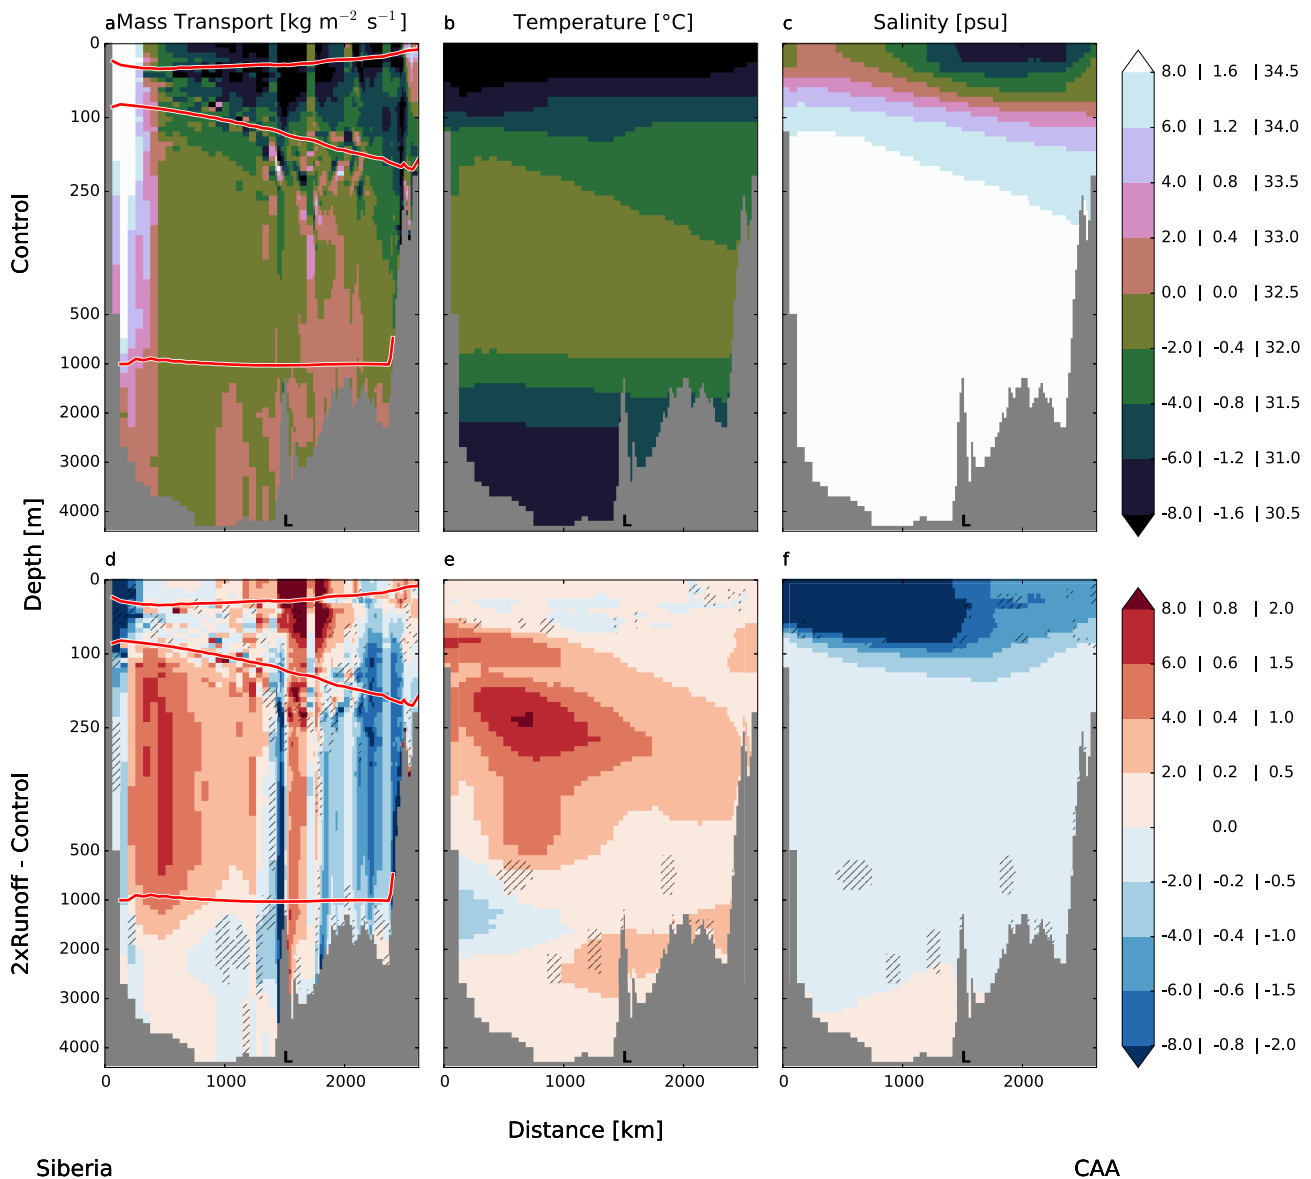 a Mass Transport [kg m⁻² s⁻¹]
b Temperature [°C]
c Salinity [psu]
0
100
250
500
1000
2000
3000
4000
L
L
L
8.0 | 1.6 | 34.5
6.0 | 1.2 | 34.0
4.0 | 0.8 | 33.5
2.0 | 0.4 | 33.0
0.0 | 0.0 | 32.5
-2.0 | -0.4 | 32.0
-4.0 | -0.8 | 31.5
-6.0 | -1.2 | 31.0
-8.0 | -1.6 | 30.5
Control
Depth [m]
d
e
f
0
100
250
500
1000
2000
3000
4000
L
L
L
8.0 | 0.8 | 2.0
6.0 | 0.6 | 1.5
4.0 | 0.4 | 1.0
2.0 | 0.2 | 0.5
0.0
-2.0 | -0.2 | -0.5
-4.0 | -0.4 | -1.0
-6.0 | -0.6 | -1.5
-8.0 | -0.8 | -2.0
2xRunoff - Control
0 1000 2000
0 1000 2000
0 1000 2000
Distance [km]
Siberia
CAA